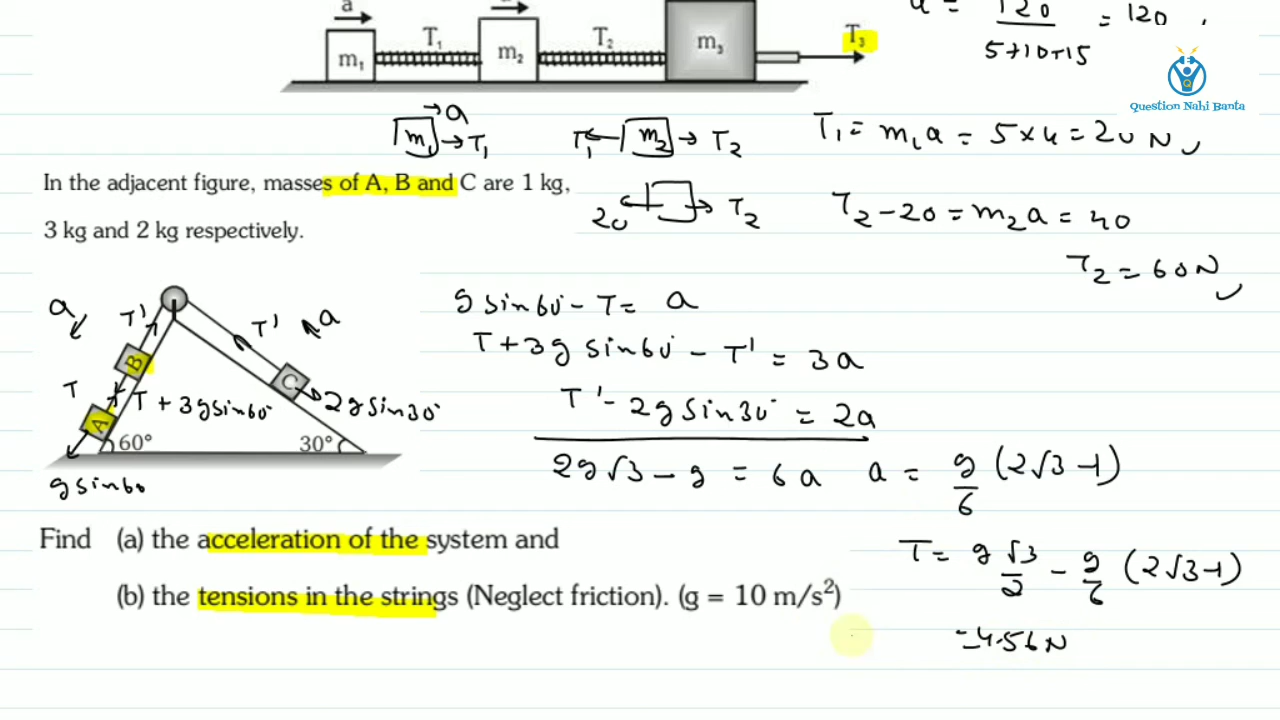 a
a = 120/5+10+15 = 120
m₁ T₁ m₂ T₂ m₃ T₃
Question Nahi Banta
m₁ → a → T₁
T₁ ← m₂ → T₂
T₁ = m₁a = 5×4 = 20 N
In the adjacent figure, masses of A, B and C are 1 kg,
3 kg and 2 kg respectively.
20 ← → T₂
T₂ - 20 = m₂a = 40
T₂ = 60 N
g sin60° - T = a
T + 3g sin60° - T' = 3a
T' - 2g sin30° = 2a
2g√3 - g = 6a a = g/6 (2√3-1)
a T' T' a
B C
T T + 3g sin60° 2g sin30°
A 60° 30°
g sin60
Find (a) the acceleration of the system and
(b) the tensions in the strings (Neglect friction). (g = 10 m/s²)
T = g √3/2 - g/6 (2√3-1)
= 4.56 N